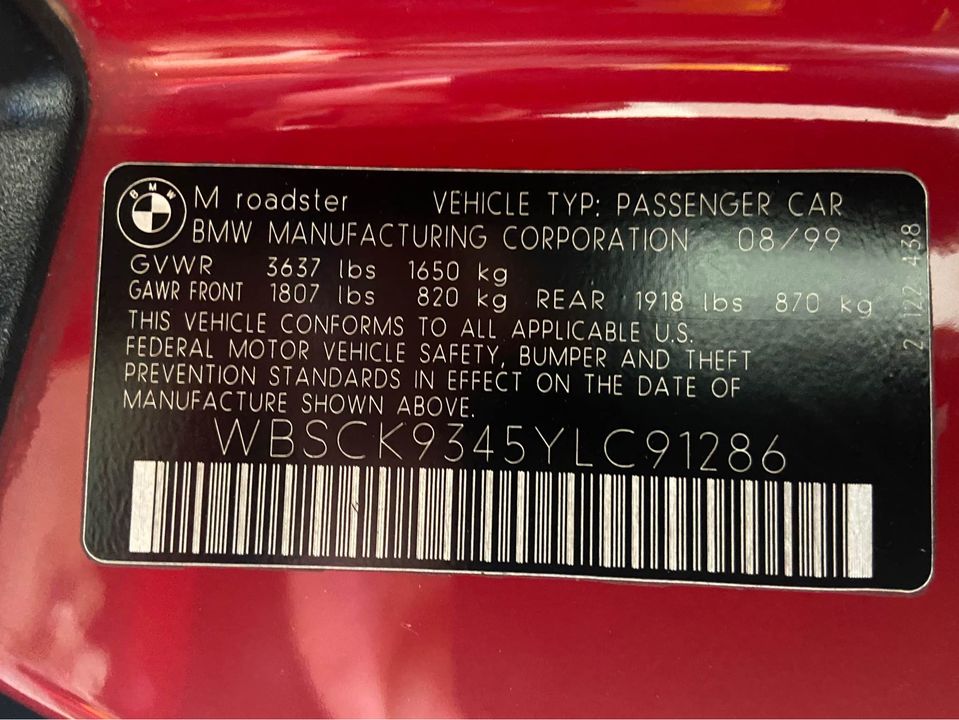 BMW
M roadster VEHICLE TYP: PASSENGER CAR
BMW MANUFACTURING CORPORATION 08/99
GVWR 3637 lbs 1650 kg
GAWR FRONT 1807 lbs 820 kg REAR 1918 lbs 870 kg
THIS VEHICLE CONFORMS TO ALL APPLICABLE U.S.
FEDERAL MOTOR VEHICLE SAFETY, BUMPER AND THEFT
PREVENTION STANDARDS IN EFFECT ON THE DATE OF
MANUFACTURE SHOWN ABOVE.
WBSCK9345YLC91286
2 122 438